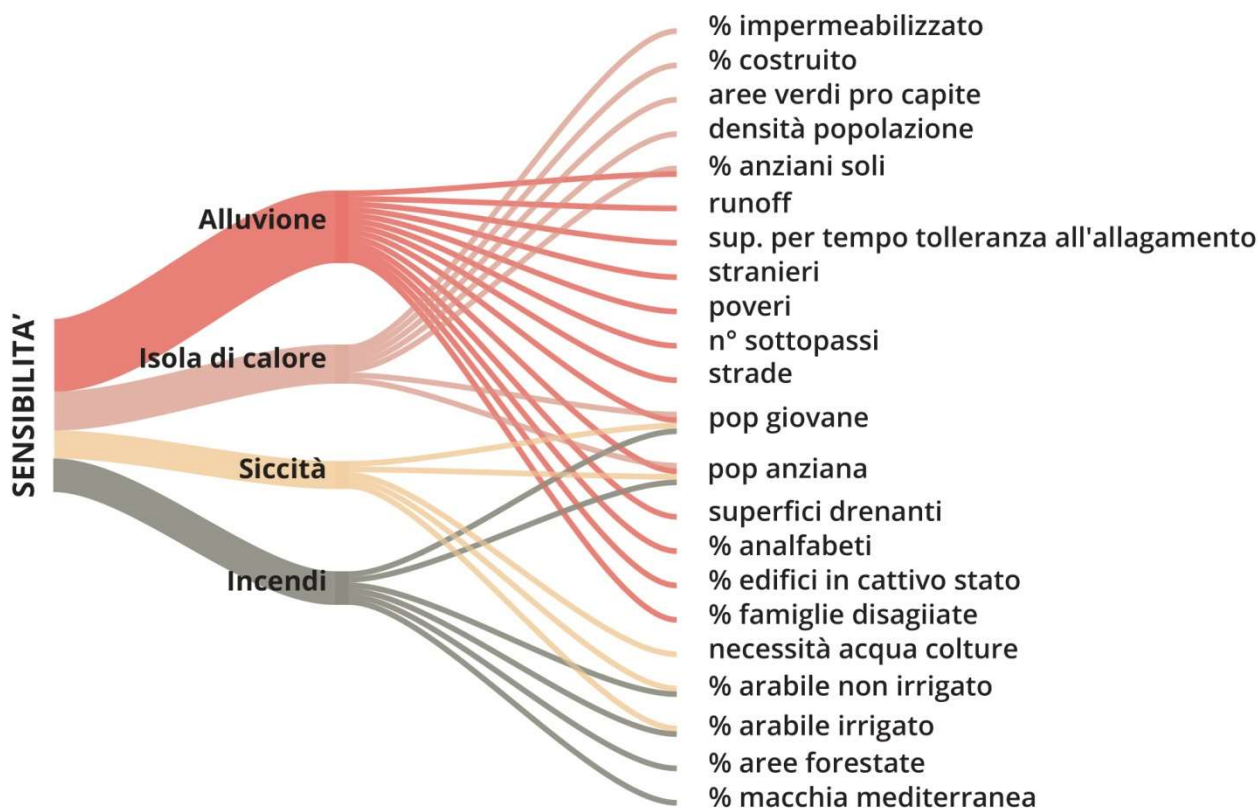 SENSIBILITA’
Alluvione
Isola di calore
Siccità
Incendi
% impermeabilizzato
% costruito
aree verdi pro capite
densità popolazione
% anziani soli
runoff
sup. per tempo tolleranza all'allagamento
stranieri
poveri
n° sottopassi
strade
pop giovane
pop anziana
superfici drenanti
% analfabeti
% edifici in cattivo stato
% famiglie disagiiate
necessità acqua colture
% arabile non irrigato
% arabile irrigato
% aree forestate
% macchia mediterranea